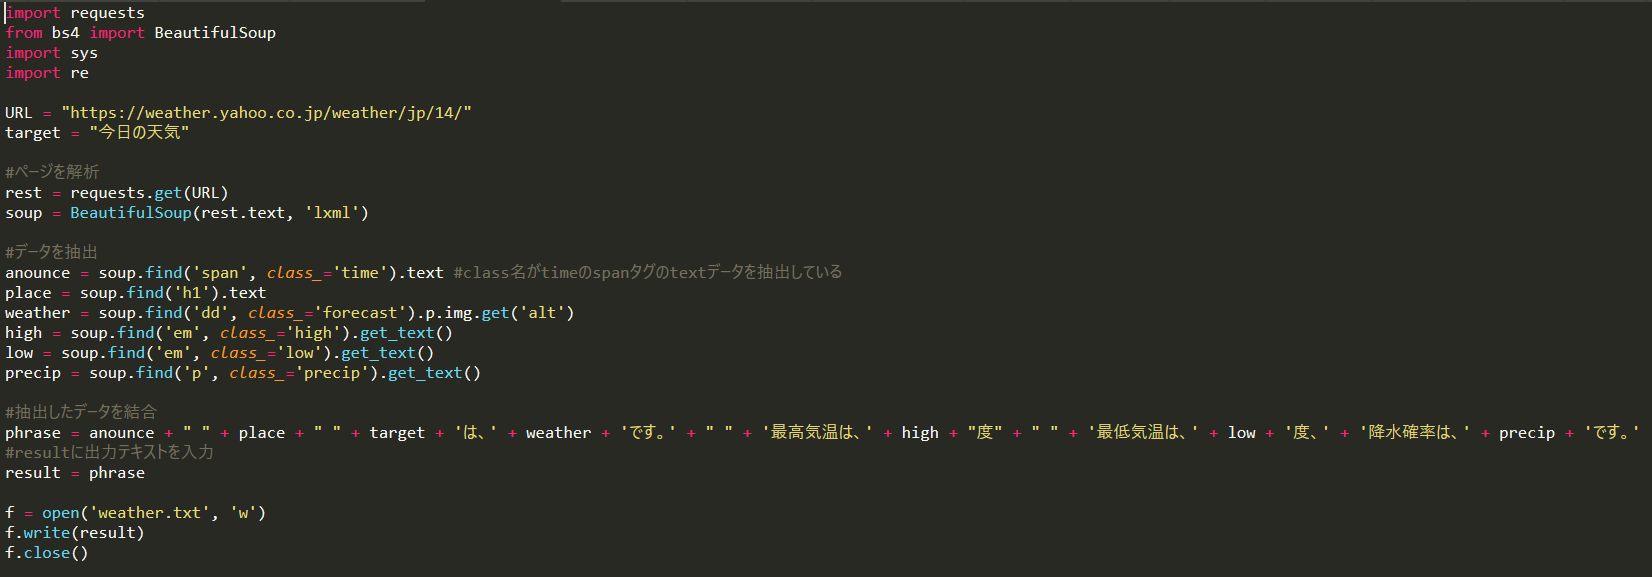 import requests
from bs4 import BeautifulSoup
import sys
import re
URL = "https://weather.yahoo.co.jp/weather/jp/14/"
target = "今日の天気"
#ページを解析
rest = requests.get(URL)
soup = BeautifulSoup(rest.text, 'lxml')
#データを抽出
anounce = soup.find('span', class_='time').text #class名がtimeのspanタグのtextデータを抽出している
place = soup.find('h1').text
weather = soup.find('dd', class_='forecast').p.img.get('alt')
high = soup.find('em', class_='high').get_text()
low = soup.find('em', class_='low').get_text()
precip = soup.find('p', class_='precip').get_text()
#抽出したデータを結合
phrase = anounce + " " + place + " " + target + 'は、' + weather + 'です。' + " " + '最高気温は、' + high + "度" + " " + '最低気温は、' + low + '度、' + '降水確率は、' + precip + 'です。'
#resultに出力テキストを入力
result = phrase
f = open('weather.txt', 'w')
f.write(result)
f.close()